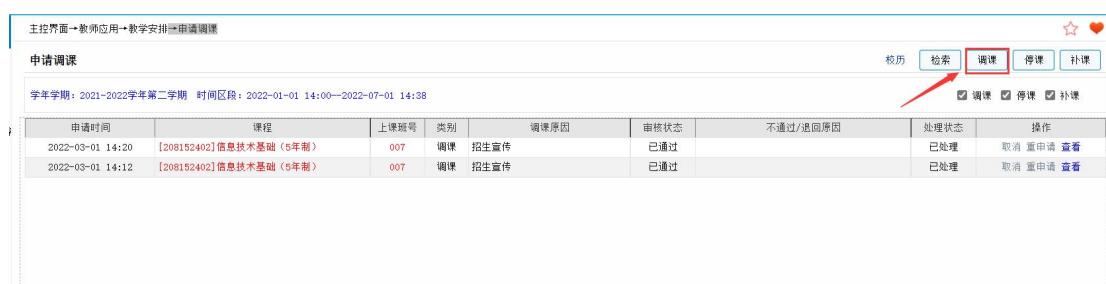 主控界面→教师应用→教学安排→申请调课
申请调课 校历 检索 调课 停课 补课
学年学期：2021-2022学年第二学期 时间区段：2022-01-01 14:00--2022-07-01 14:38 调课 停课 补课
申请时间 课程 上课班号 类别 调课原因 审核状态 不通过/退回原因 处理状态 操作
2022-03-01 14:20 [208152402]信息技术基础（5年制） 007 调课 招生宣传 已通过 已处理 取消 重申请 查看
2022-03-01 14:12 [208152402]信息技术基础（5年制） 007 调课 招生宣传 已通过 已处理 取消 重申请 查看